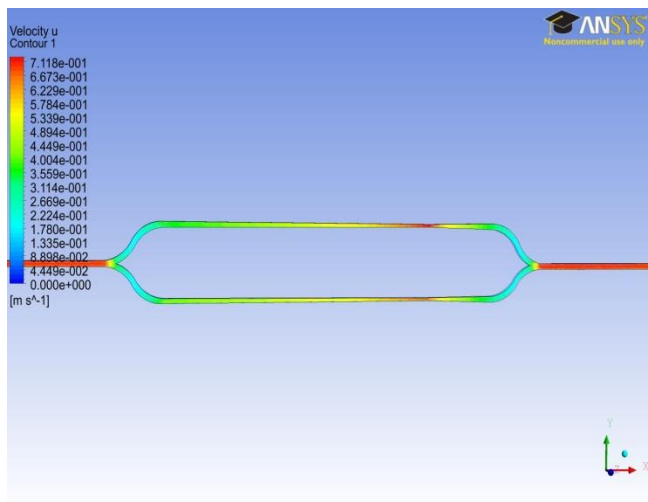 Velocity u
Contour 1
7.118e-001
6.673e-001
6.229e-001
5.784e-001
5.339e-001
4.894e-001
4.449e-001
4.004e-001
3.559e-001
3.114e-001
2.669e-001
2.224e-001
1.780e-001
1.335e-001
8.898e-002
4.449e-002
0.000e+000
[m s^-1]
ANSYS
Noncommercial use only
Y
Z
X